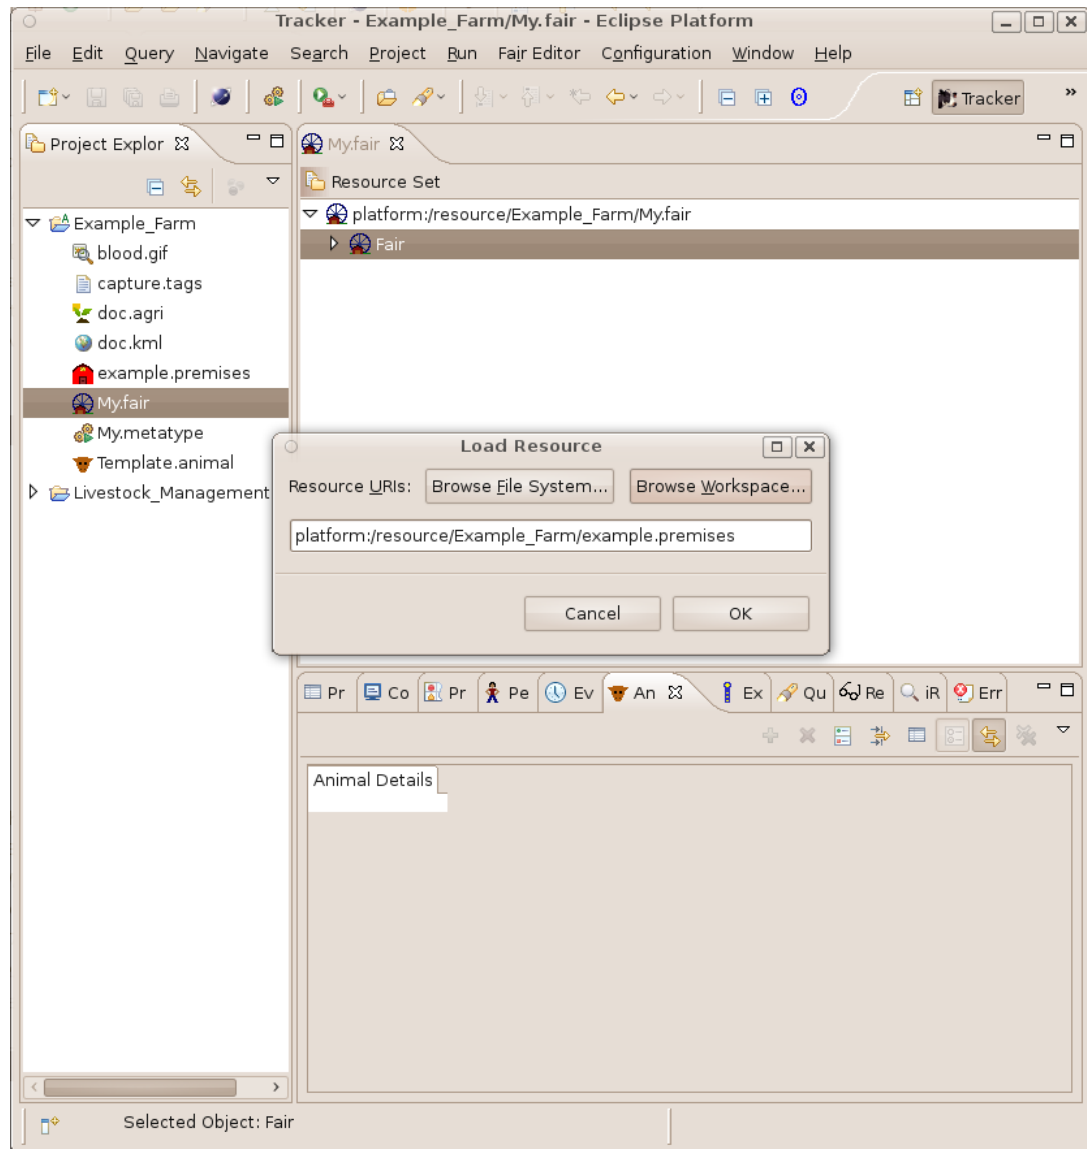 Tracker - Example_Farm/My.fair - Eclipse Platform
File Edit Query Navigate Search Project Run Fair Editor Configuration Window Help
Tracker »
Project Explor
My.fair
Resource Set
Example_Farm
blood.gif
capture.tags
doc.agri
doc.kml
example.premises
My.fair
My.metatype
Template.animal
Livestock_Management
platform:/resource/Example_Farm/My.fair
Fair
Load Resource
Resource URIs: Browse File System... Browse Workspace...
platform:/resource/Example_Farm/example.premises
Cancel OK
Pr Co Pr Pe Ev An Ex Qu Re iR Err
Animal Details
Selected Object: Fair